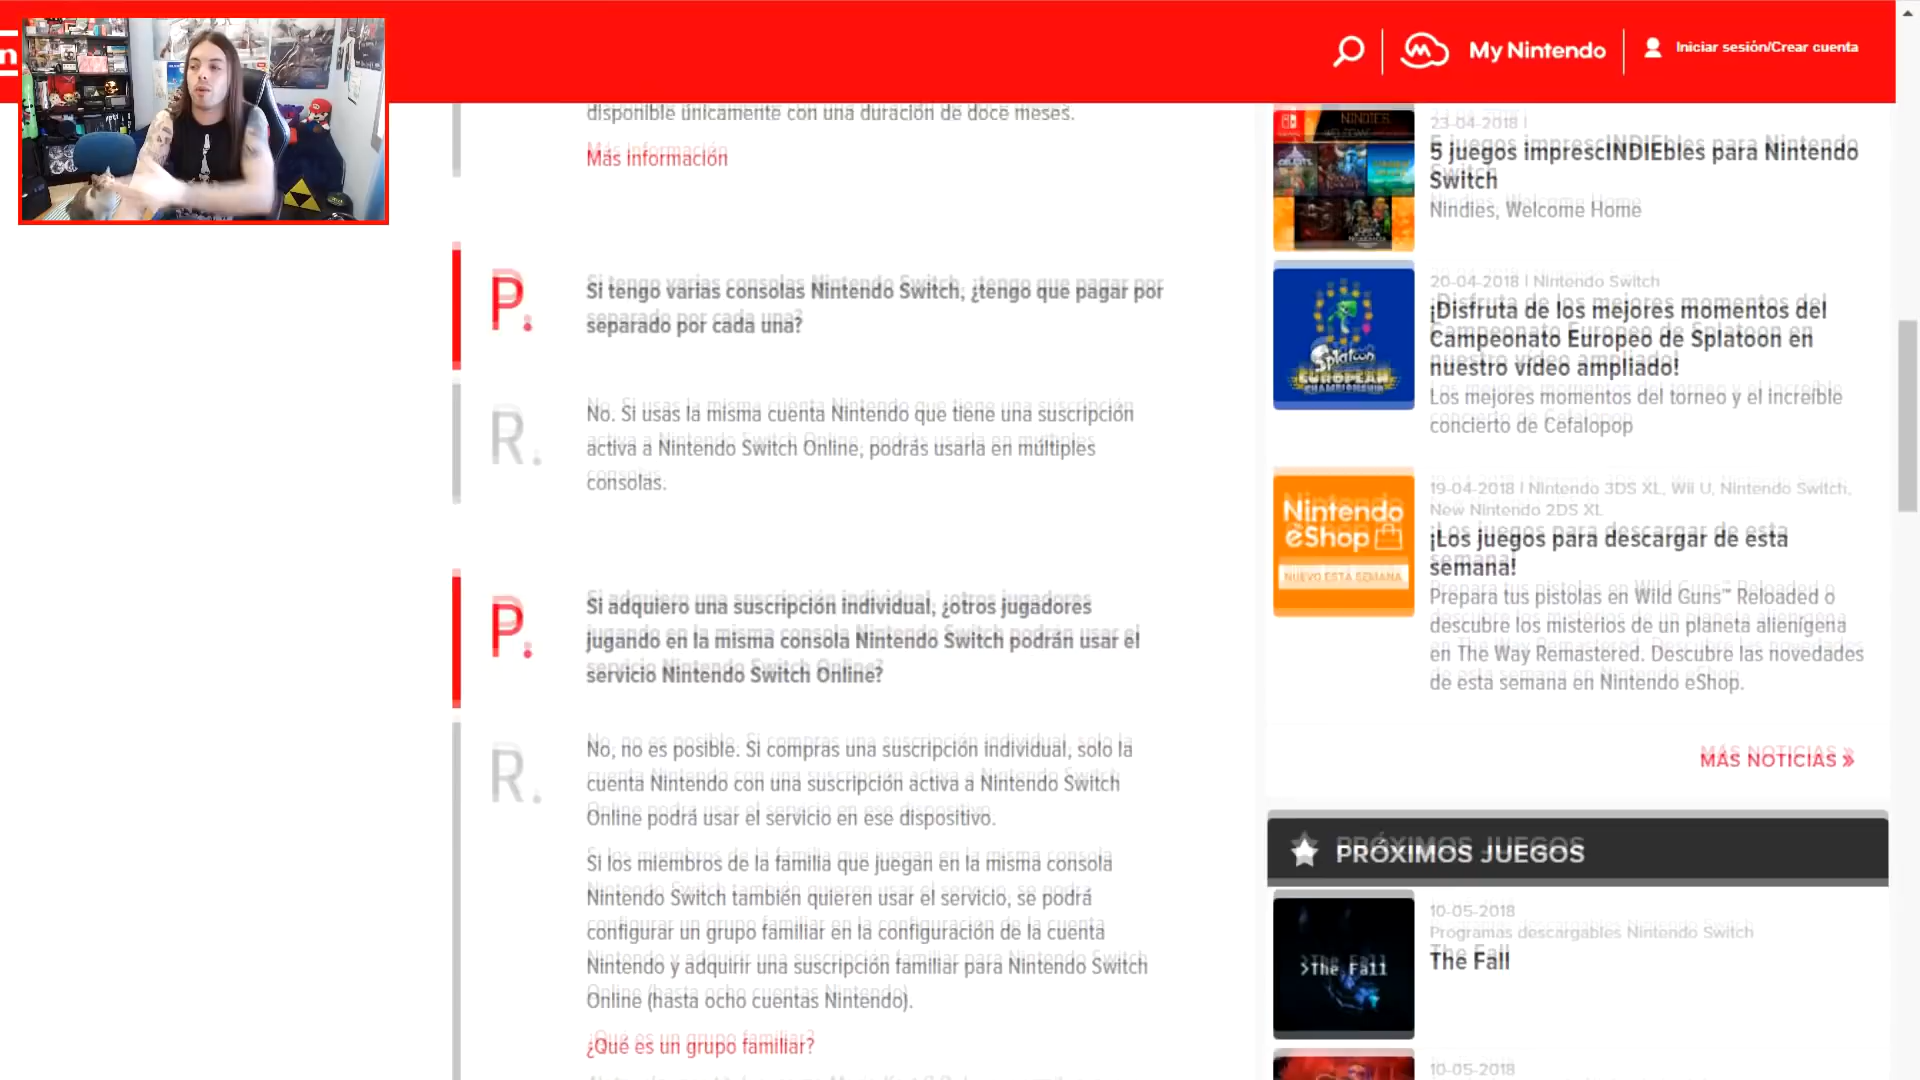 n
My Nintendo
Iniciar sesión/Crear cuenta
disponible únicamente con una duración de doce meses.
Más información
P.
Si tengo varias consolas Nintendo Switch, ¿tengo que pagar por
separado por cada una?
R.
No. Si usas la misma cuenta Nintendo que tiene una suscripción
activa a Nintendo Switch Online, podrás usarla en múltiples
consolas.
P.
Si adquiero una suscripción individual, ¿otros jugadores
jugando en la misma consola Nintendo Switch podrán usar el
servicio Nintendo Switch Online?
R.
No, no es posible. Si compras una suscripción individual, solo la
cuenta Nintendo con una suscripción activa a Nintendo Switch
Online podrá usar el servicio en ese dispositivo.
Si los miembros de la familia que juegan en la misma consola
Nintendo Switch también quieren usar el servicio, se podrá
configurar un grupo familiar en la configuración de la cuenta
Nintendo y adquirir una suscripción familiar para Nintendo Switch
Online (hasta ocho cuentas Nintendo).
¿Qué es un grupo familiar?
23-04-2018 |
5 juegos imprescINDIEbles para Nintendo
Switch
Nindies, Welcome Home
Splatoon
EUROPEAN
CHAMPIONSHIP
20-04-2018 | Nintendo Switch
¡Disfruta de los mejores momentos del
Campeonato Europeo de Splatoon en
nuestro vídeo ampliado!
Los mejores momentos del torneo y el increíble
concierto de Cefalopop
Nintendo
eShop
NUEVO ESTA SEMANA
19-04-2018 | Nintendo 3DS XL, Wii U, Nintendo Switch,
New Nintendo 2DS XL
¡Los juegos para descargar de esta
semana!
Prepara tus pistolas en Wild Guns™ Reloaded o
descubre los misterios de un planeta alienígena
en The Way Remastered. Descubre las novedades
de esta semana en Nintendo eShop.
MÁS NOTICIAS »
PRÓXIMOS JUEGOS
>The Fall
10-05-2018
Programas descargables Nintendo Switch
The Fall
10-05-2018